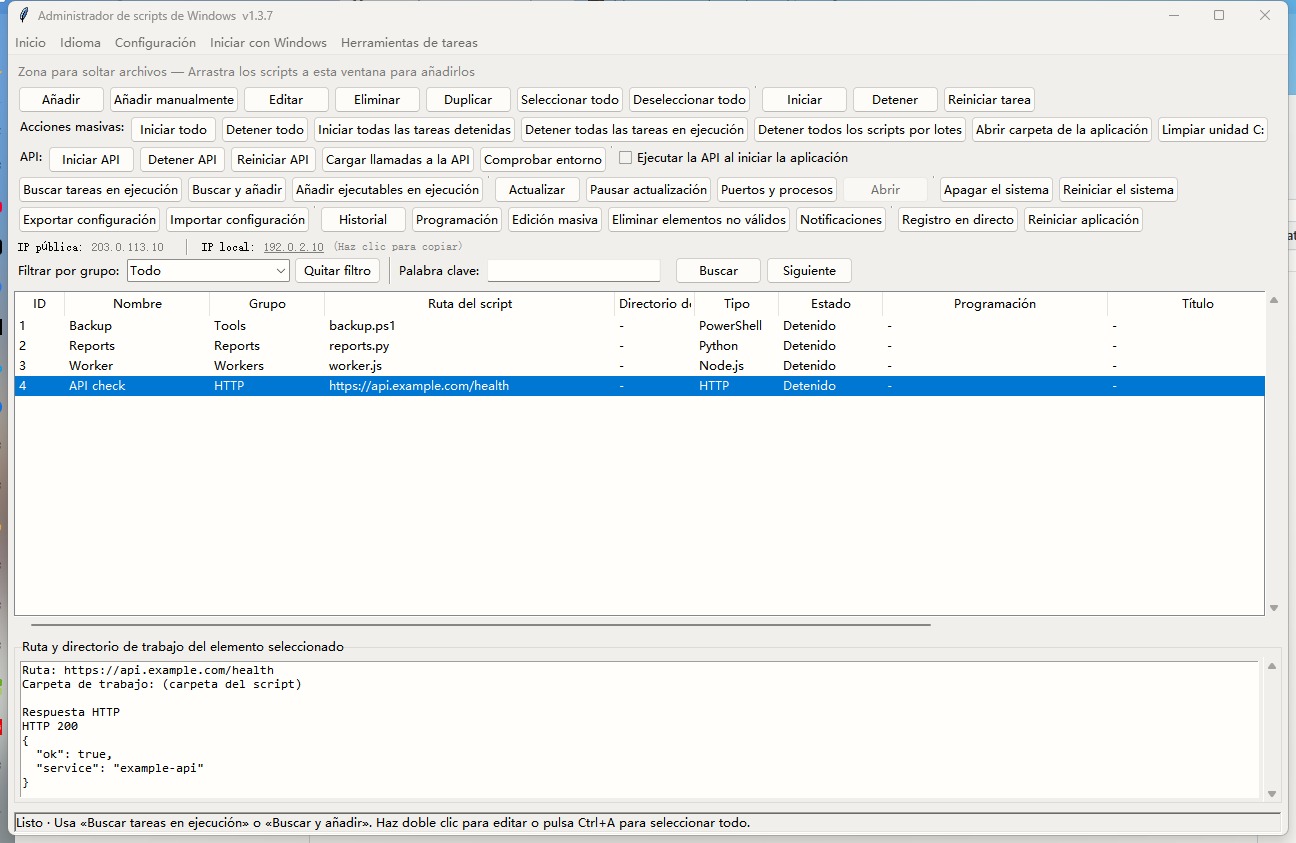 Administrador de scripts de Windows v1.3.7
Inicio Idioma Configuración Iniciar con Windows Herramientas de tareas
Zona para soltar archivos — Arrastra los scripts a esta ventana para añadirlos
Añadir Añadir manualmente Editar Eliminar Duplicar Seleccionar todo Deseleccionar todo Iniciar Detener Reiniciar tarea
Acciones masivas: Iniciar todo Detener todo Iniciar todas las tareas detenidas Detener todas las tareas en ejecución Detener todos los scripts por lotes Abrir carpeta de la aplicación Limpiar unidad C:
API: Iniciar API Detener API Reiniciar API Cargar llamadas a la API Comprobar entorno Ejecutar la API al iniciar la aplicación
Buscar tareas en ejecución Buscar y añadir Añadir ejecutables en ejecución Actualizar Pausar actualización Puertos y procesos Abrir Apagar el sistema Reiniciar el sistema
Exportar configuración Importar configuración Historial Programación Edición masiva Eliminar elementos no válidos Notificaciones Registro en directo Reiniciar aplicación
IP pública: 203.0.113.10 IP local: 192.0.2.10 (Haz clic para copiar)
Filtrar por grupo: Todo Quitar filtro Palabra clave: Buscar Siguiente
ID Nombre Grupo Ruta del script Directorio de Tipo Estado Programación Título
1 Backup Tools backup.ps1 - PowerShell Detenido - -
2 Reports Reports reports.py - Python Detenido - -
3 Worker Workers worker.js - Node.js Detenido - -
4 API check HTTP https://api.example.com/health - HTTP Detenido - -
Ruta y directorio de trabajo del elemento seleccionado
Ruta: https://api.example.com/health
Carpeta de trabajo: (carpeta del script)
Respuesta HTTP
HTTP 200
{
"ok": true,
"service": "example-api"
}
Listo · Usa «Buscar tareas en ejecución» o «Buscar y añadir». Haz doble clic para editar o pulsa Ctrl+A para seleccionar todo.